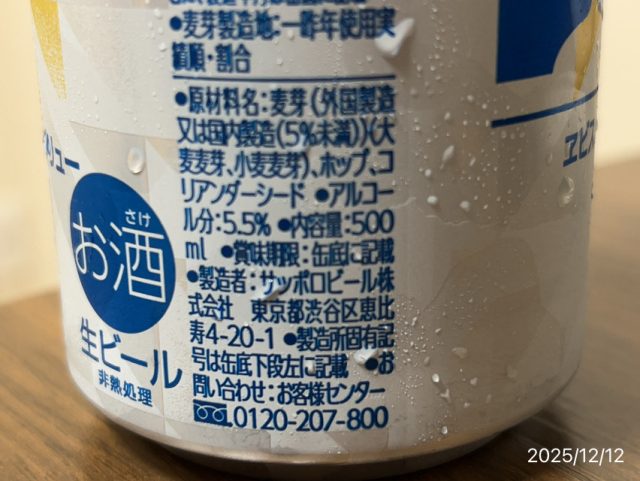 ●麦芽製造地:一昨年使用実
績順・割合
●原材料名:麦芽(外国製造
又は国内製造(5%未満))(大
麦麦芽、小麦麦芽)、ホップ、コ
リアンダーシード ●アルコー
ル分:5.5% ●内容量:500
ml ●賞味期限:缶底に記載
●製造者:サッポロビール株
式会社 東京都渋谷区恵比
寿4-20-1 ●製造所固有記
号は缶底下段左に記載 ●お
問い合わせ:お客様センター
0120-207-800
リュー
さけ
お酒
生ビール
非熱処理
ヱビス
2025/12/12